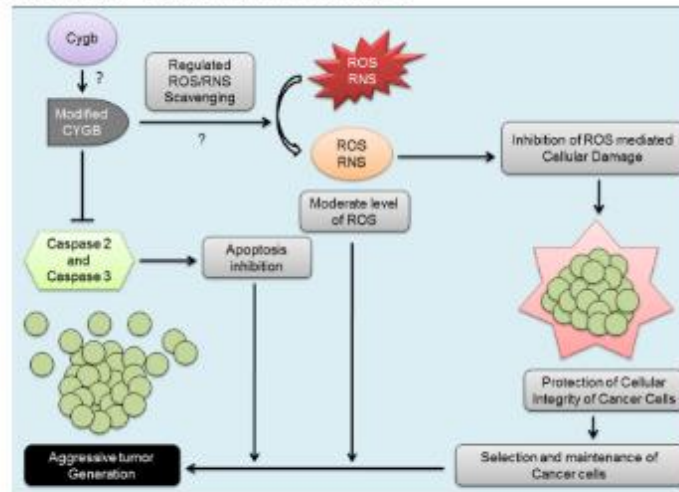 Cygb
?
Modified
CYGB
Regulated
ROS/RNS
Scavenging
?
ROS
RNS
ROS
RNS
Inhibition of ROS mediated
Cellular Damage
Moderate level
of ROS
Caspase 2
and
Caspase 3
Apoptosis
inhibition
Protection of Cellular
Integrity of Cancer Cells
Aggressive tumor
Generation
Selection and maintenance of
Cancer cells